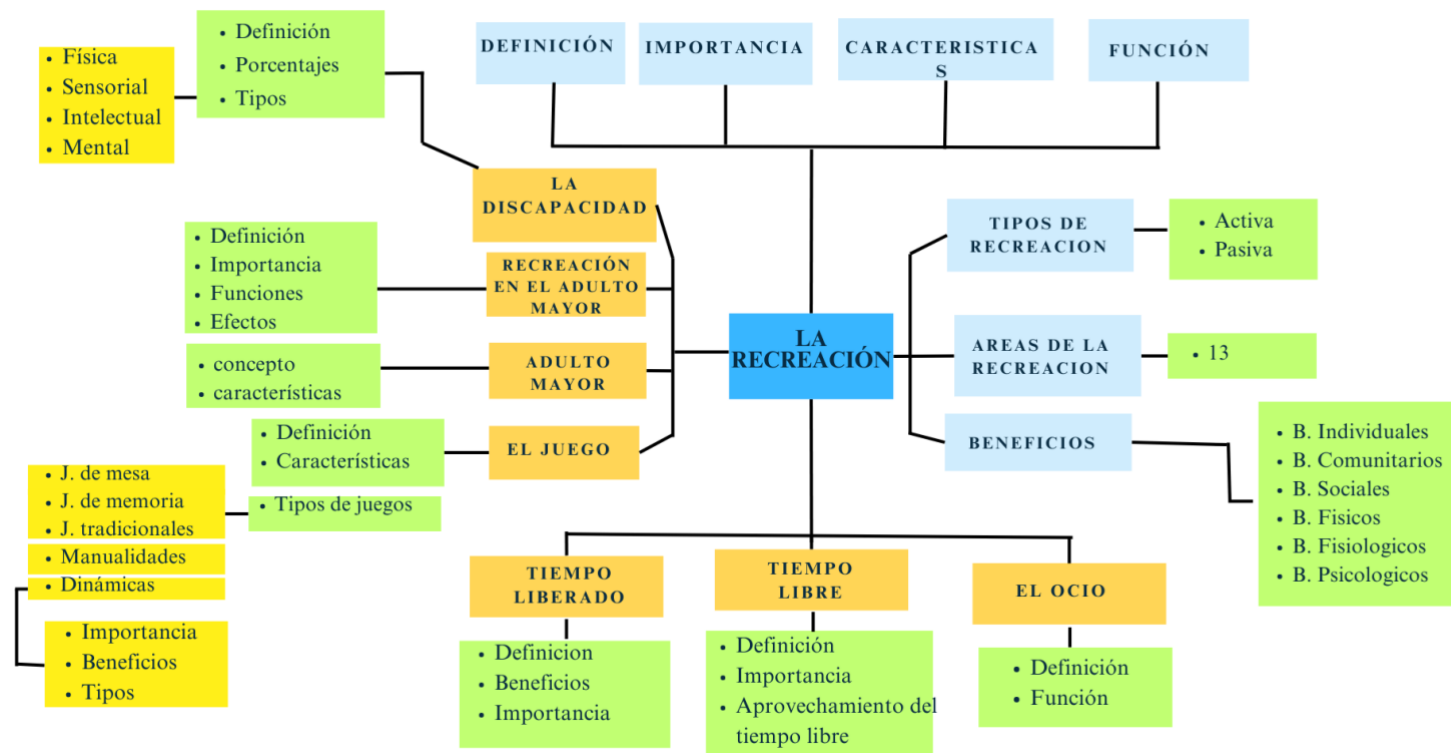 DEFINICIÓN
IMPORTANCIA
CARACTERISTICA
S
FUNCIÓN
• Definición
• Porcentajes
• Tipos
• Física
• Sensorial
• Intelectual
• Mental
LA
DISCAPACIDAD
• Definición
• Importancia
• Funciones
• Efectos
RECREACIÓN
EN EL ADULTO
MAYOR
• concepto
• características
ADULTO
MAYOR
• Definición
• Características
EL JUEGO
• J. de mesa
• J. de memoria
• J. tradicionales
• Manualidades
• Dinámicas
• Tipos de juegos
• Importancia
• Beneficios
• Tipos
LA
RECREACIÓN
TIPOS DE
RECREACION
• Activa
• Pasiva
AREAS DE LA
RECREACION
• 13
BENEFICIOS
• B. Individuales
• B. Comunitarios
• B. Sociales
• B. Fisicos
• B. Fisiologicos
• B. Psicologicos
TIEMPO
LIBERADO
• Definicion
• Beneficios
• Importancia
TIEMPO
LIBRE
• Definición
• Importancia
• Aprovechamiento del
tiempo libre
EL OCIO
• Definición
• Función